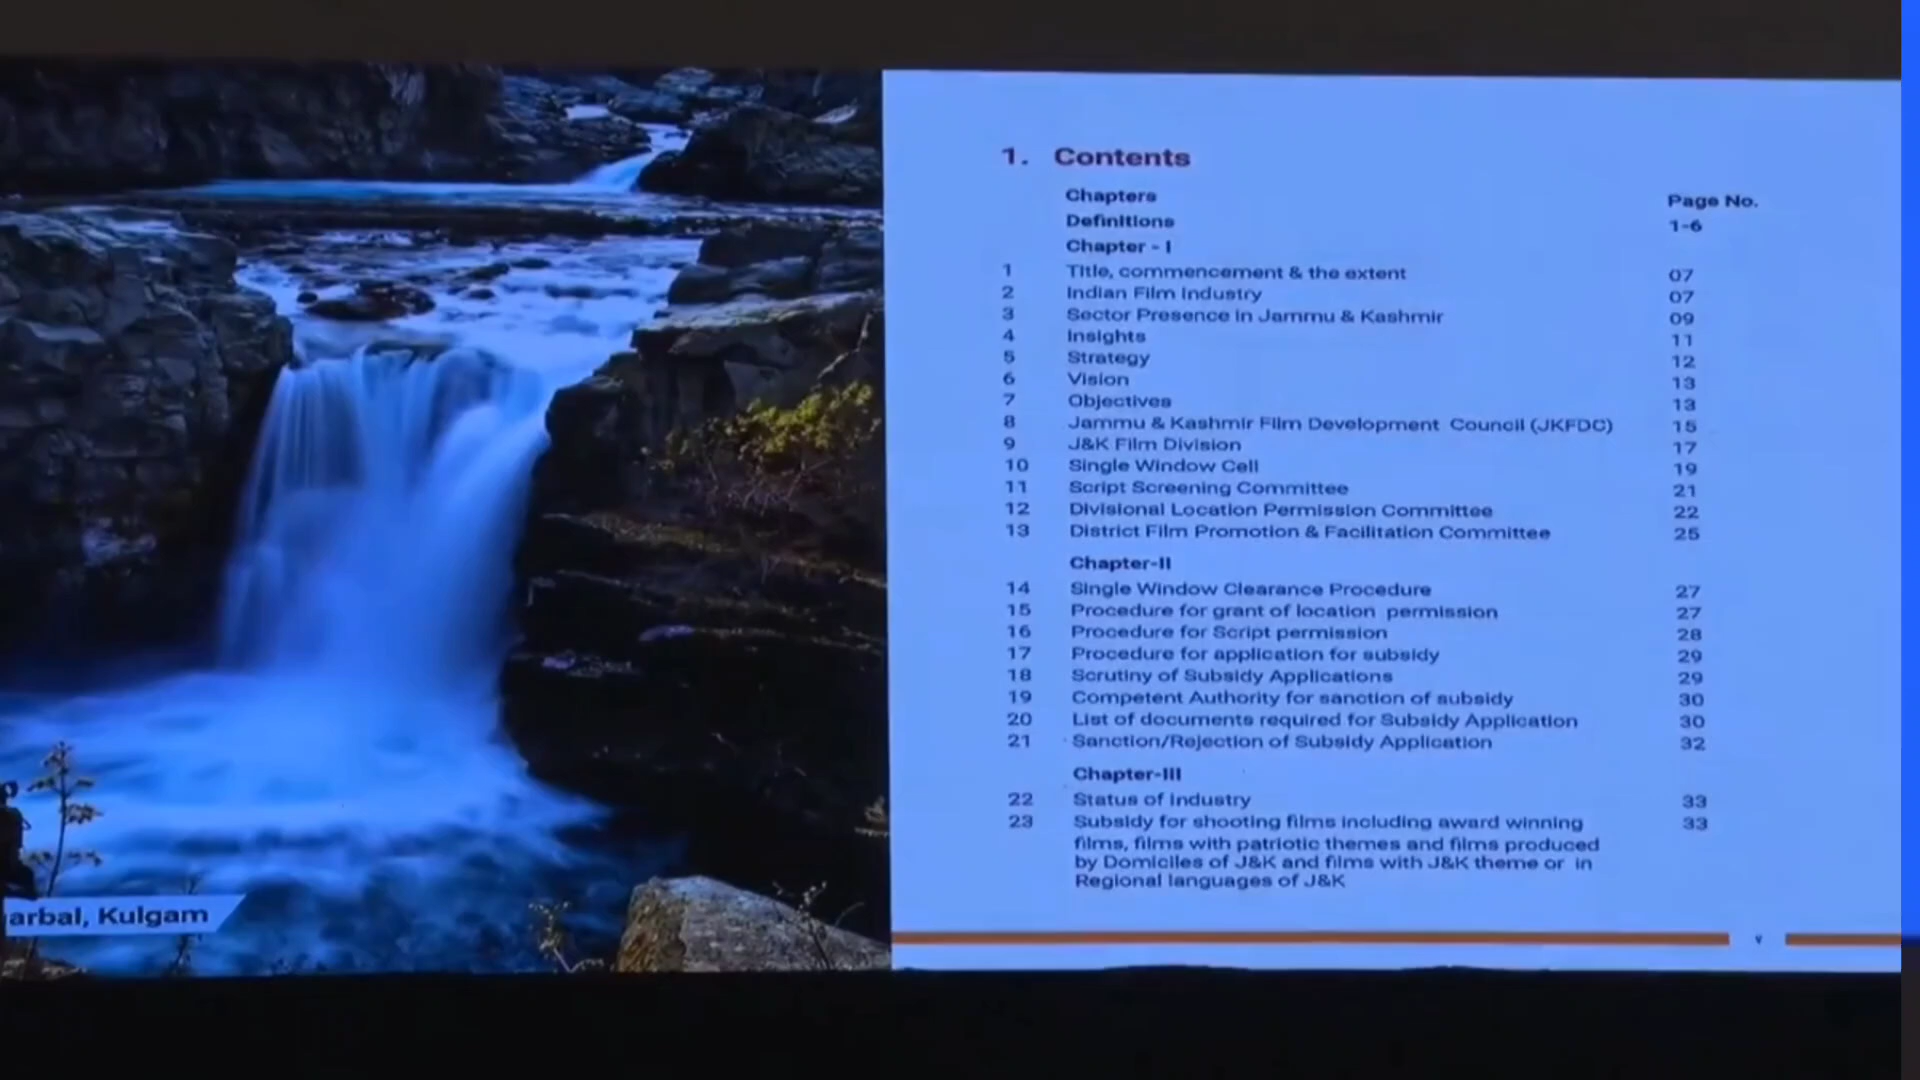 arbal, Kulgam
1. Contents
Chapters Page No.
Definitions 1-6
Chapter - I
1 Title, commencement & the extent 07
2 Indian Film Industry 07
3 Sector Presence in Jammu & Kashmir 09
4 Insights 11
5 Strategy 12
6 Vision 13
7 Objectives 13
8 Jammu & Kashmir Film Development Council (JKFDC) 15
9 J&K Film Division 17
10 Single Window Cell 19
11 Script Screening Committee 21
12 Divisional Location Permission Committee 22
13 District Film Promotion & Facilitation Committee 25
Chapter-II
14 Single Window Clearance Procedure 27
15 Procedure for grant of location permission 27
16 Procedure for Script permission 28
17 Procedure for application for subsidy 29
18 Scrutiny of Subsidy Applications 29
19 Competent Authority for sanction of subsidy 30
20 List of documents required for Subsidy Application 30
21 Sanction/Rejection of Subsidy Application 32
Chapter-III
22 Status of Industry 33
23 Subsidy for shooting films including award winning 33
films, films with patriotic themes and films produced
by Domiciles of J&K and films with J&K theme or in
Regional languages of J&K
v